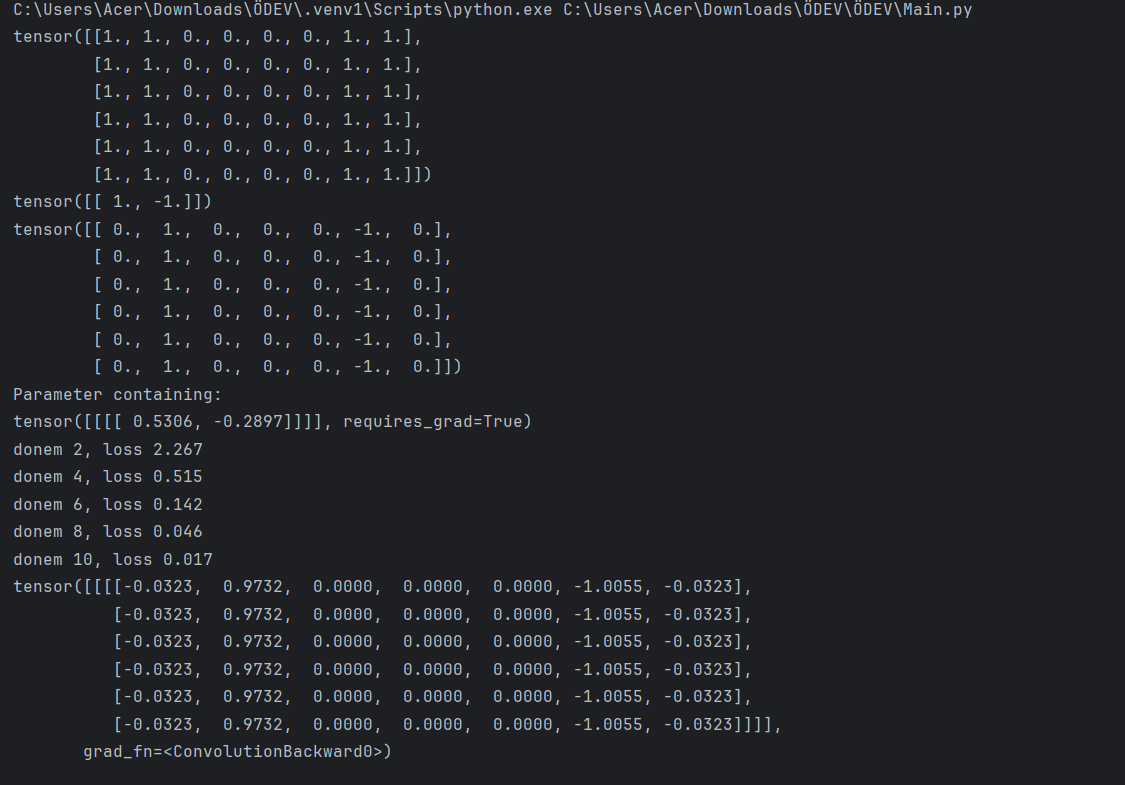 C:\Users\Acer\Downloads\ÖDEV\.venv1\Scripts\python.exe C:\Users\Acer\Downloads\ÖDEV\ÖDEV\Main.py
tensor([[1., 1., 0., 0., 0., 0., 1., 1.],
        [1., 1., 0., 0., 0., 0., 1., 1.],
        [1., 1., 0., 0., 0., 0., 1., 1.],
        [1., 1., 0., 0., 0., 0., 1., 1.],
        [1., 1., 0., 0., 0., 0., 1., 1.],
        [1., 1., 0., 0., 0., 0., 1., 1.]])
tensor([[ 1., -1.]])
tensor([[ 0.,  1.,  0.,  0.,  0., -1.,  0.],
        [ 0.,  1.,  0.,  0.,  0., -1.,  0.],
        [ 0.,  1.,  0.,  0.,  0., -1.,  0.],
        [ 0.,  1.,  0.,  0.,  0., -1.,  0.],
        [ 0.,  1.,  0.,  0.,  0., -1.,  0.],
        [ 0.,  1.,  0.,  0.,  0., -1.,  0.]])
Parameter containing:
tensor([[[[ 0.5306, -0.2897]]]], requires_grad=True)
donem 2, loss 2.267
donem 4, loss 0.515
donem 6, loss 0.142
donem 8, loss 0.046
donem 10, loss 0.017
tensor([[[[-0.0323,  0.9732,  0.0000,  0.0000,  0.0000, -1.0055, -0.0323],
          [-0.0323,  0.9732,  0.0000,  0.0000,  0.0000, -1.0055, -0.0323],
          [-0.0323,  0.9732,  0.0000,  0.0000,  0.0000, -1.0055, -0.0323],
          [-0.0323,  0.9732,  0.0000,  0.0000,  0.0000, -1.0055, -0.0323],
          [-0.0323,  0.9732,  0.0000,  0.0000,  0.0000, -1.0055, -0.0323],
          [-0.0323,  0.9732,  0.0000,  0.0000,  0.0000, -1.0055, -0.0323]]]],
       grad_fn=<ConvolutionBackward0>)